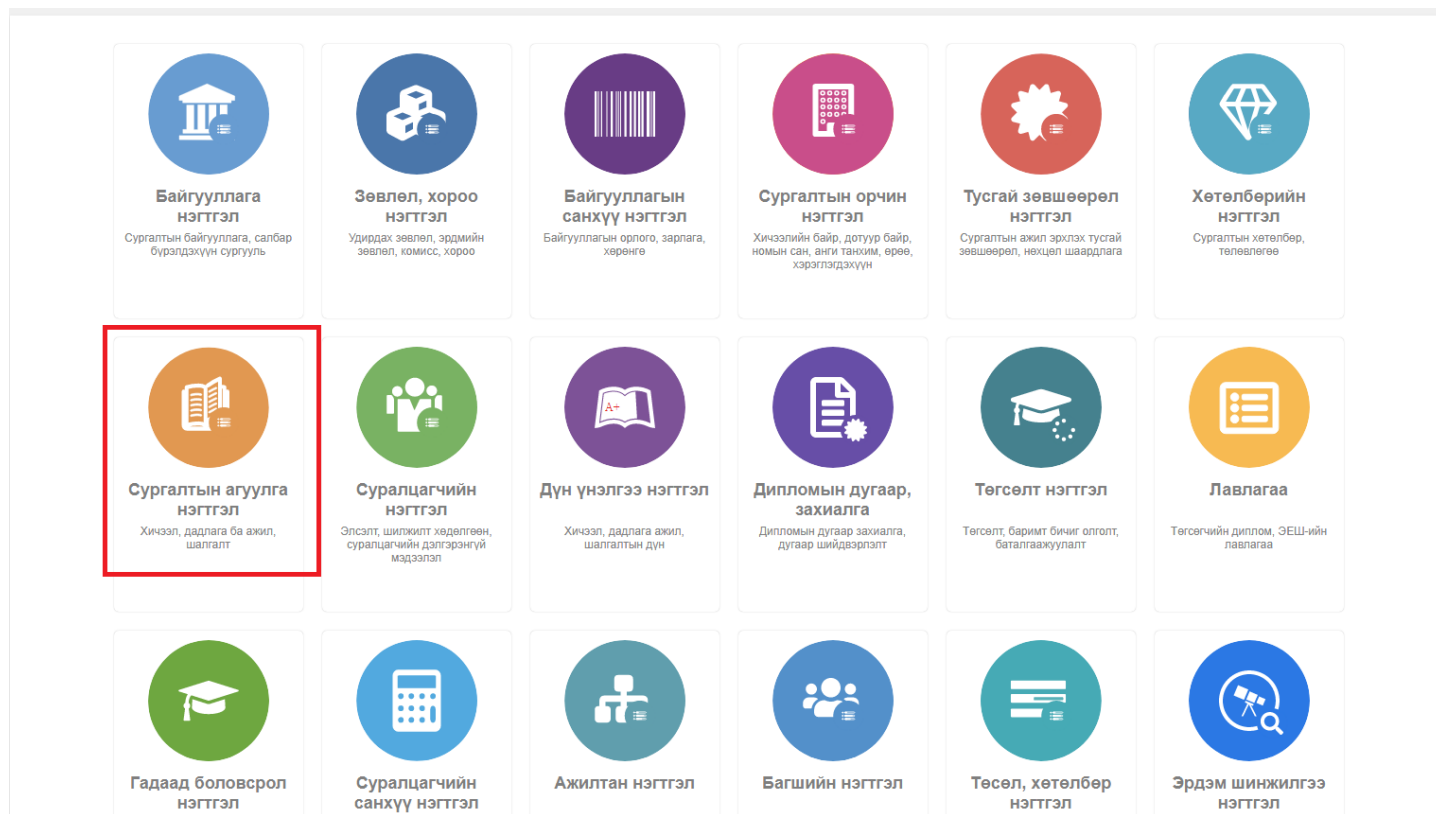 Байгууллага
нэгтгэл
Сургалтын байгууллага, салбар
бүрэлдэхүүн сургууль
Зөвлөл, хороо
нэгтгэл
Удирдах зөвлөл, эрдмийн
зөвлөл, комисс, хороо
Байгууллагын
санхүү нэгтгэл
Байгууллагын орлого, зарлага,
хөрөнгө
Сургалтын орчин
нэгтгэл
Хичээлийн байр, дотуур байр,
номын сан, анги танхим, өрөө,
хэрэглэгдэхүүн
Тусгай зөвшөөрөл
нэгтгэл
Сургалтын ажил эрхлэх тусгай
зөвшөөрөл, нөхцөл шаардлага
Хөтөлбөрийн
нэгтгэл
Сургалтын хөтөлбөр,
төлөвлөгөө
Сургалтын агуулга
нэгтгэл
Хичээл, дадлага ба ажил,
шалгалт
Суралцагчийн
нэгтгэл
Элсэлт, шилжилт хөдөлгөөн,
суралцагчийн дэлгэрэнгүй
мэдээлэл
A+
Дүн үнэлгээ нэгтгэл
Хичээл, дадлага ажил,
шалгалтын дүн
Дипломын дугаар,
захиалга
Дипломын дугаар захиалга,
дугаар шийдвэрлэлт
Төгсөлт нэгтгэл
Төгсөлт, баримт бичиг олголт,
баталгаажуулалт
Лавлагаа
Төгсөгчийн диплом, ЭЕШ-ийн
лавлагаа
Гадаад боловсрол
нэгтгэл
Суралцагчийн
санхүү нэгтгэл
Ажилтан нэгтгэл
Багшийн нэгтгэл
Төсөл, хөтөлбөр
нэгтгэл
Эрдэм шинжилгээ
нэгтгэл